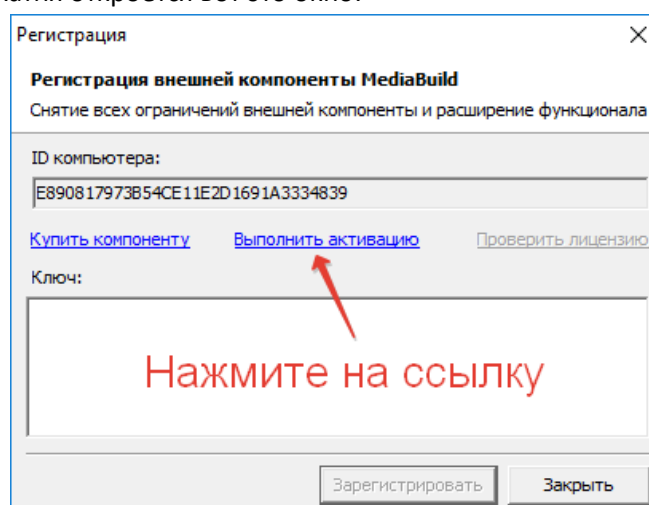 Регистрация
Регистрация внешней компоненты MediaBuild
Снятие всех ограничений внешней компоненты и расширение функционала
ID компьютера:
E890817973B54CE11E2D1691A3334839
Купить компоненту Выполнить активацию Проверить лицензию
Ключ:
Нажмите на ссылку
Зарегистрировать Закрыть